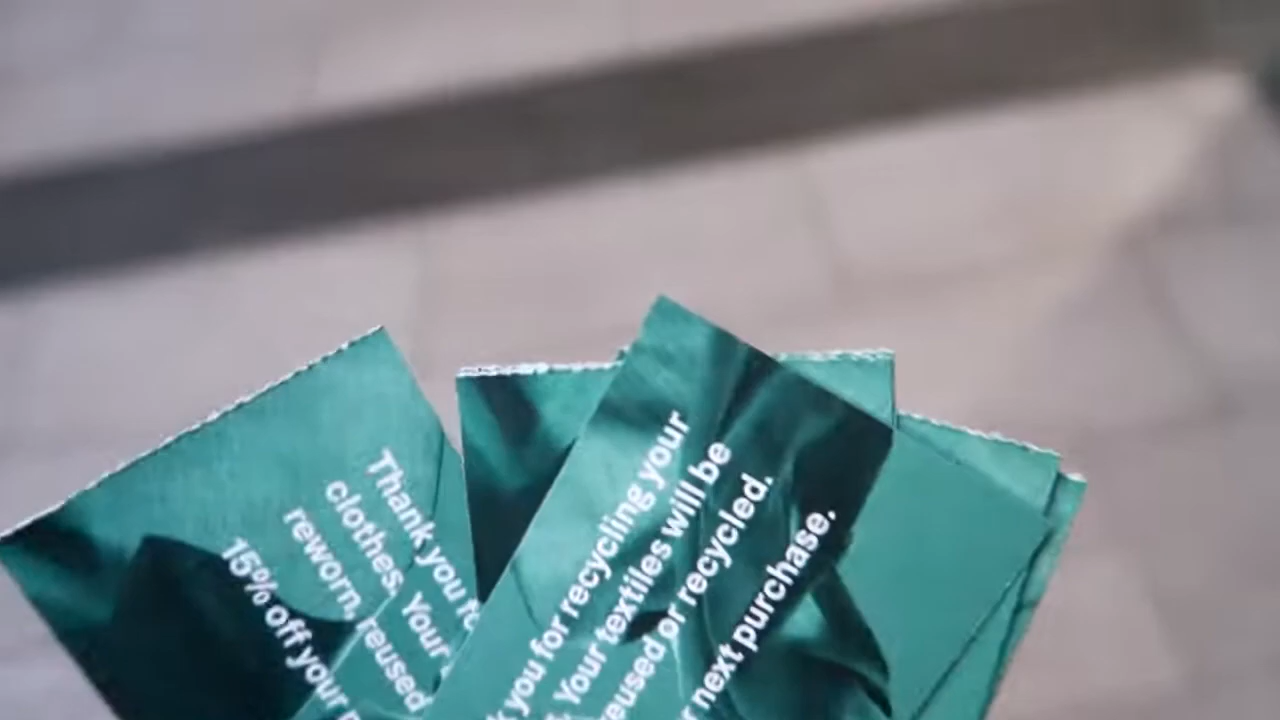 Thank you fo
clothes. Your
reworn, reused
15% off your n
k you for recycling your
. Your textiles will be
eused or recycled.
r next purchase.